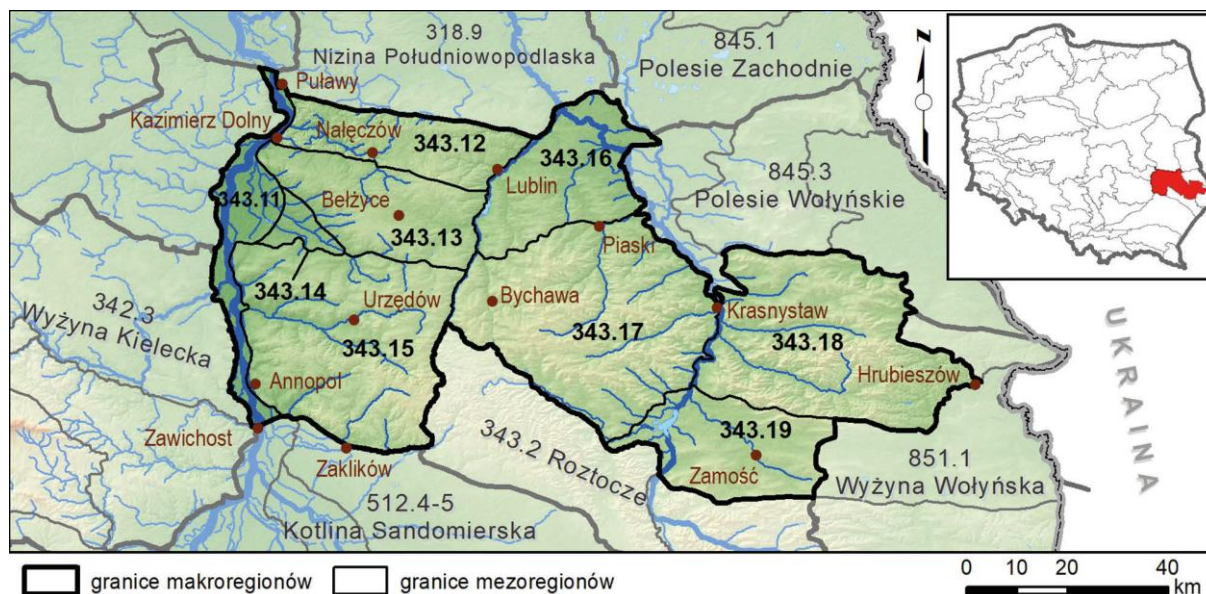 318.9
Nizina Południowopodlaska
845.1
Polesie Zachodnie
N
Puławy
Kazimierz Dolny
Nałęczów
343.12
343.16
Lublin
845.3
Polesie Wołyńskie
343.11
Bełżyce
343.13
Piaski
343.14
Urzędów
Bychawa
Krasnystaw
342.3
Wyżyna Kielecka
343.15
343.17
343.18
Hrubieszów
Annopol
Zawichost
Zaklików
343.2 Roztocze
343.19
Zamość
851.1
Wyżyna Wołyńska
512.4-5
Kotlina Sandomierska
UKRAINA
granice makroregionów
granice mezoregionów
0 10 20 40
km